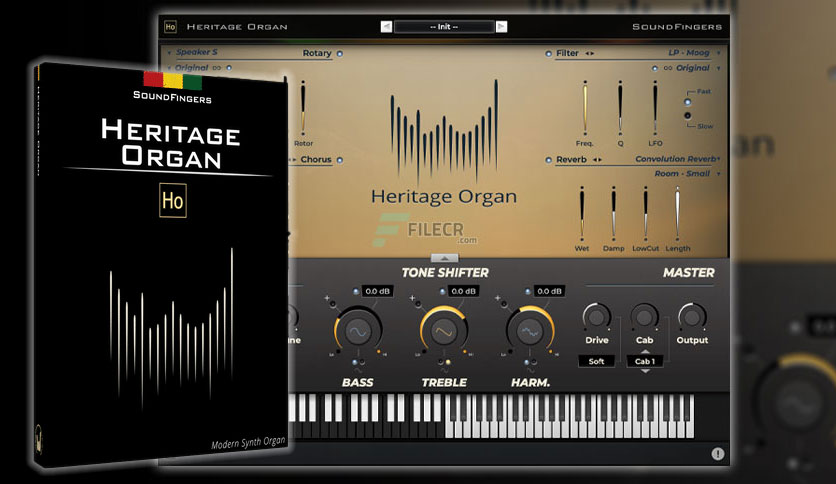 SoundFingers
Heritage Organ
Heritage
Organ
Ho
Modern Synth Organ
Ho
Heritage Organ
-- Init --
SoundFingers
Speaker S
Rotary
Original
Rotor
Chorus
Filter
LP - Moog
Original
Freq.
Q
LFO
Fast
Slow
Reverb
Convolution Reverb
Room - Small
Wet
Damp
LowCut
Length
Heritage Organ
FILECR
.com
TONE SHIFTER
0.0 dB
0.0 dB
0.0 dB
Lo
Hi
Lo
Hi
Lo
Hi
BASS
TREBLE
HARM.
MASTER
Drive
Cab
Output
Soft
Cab 1